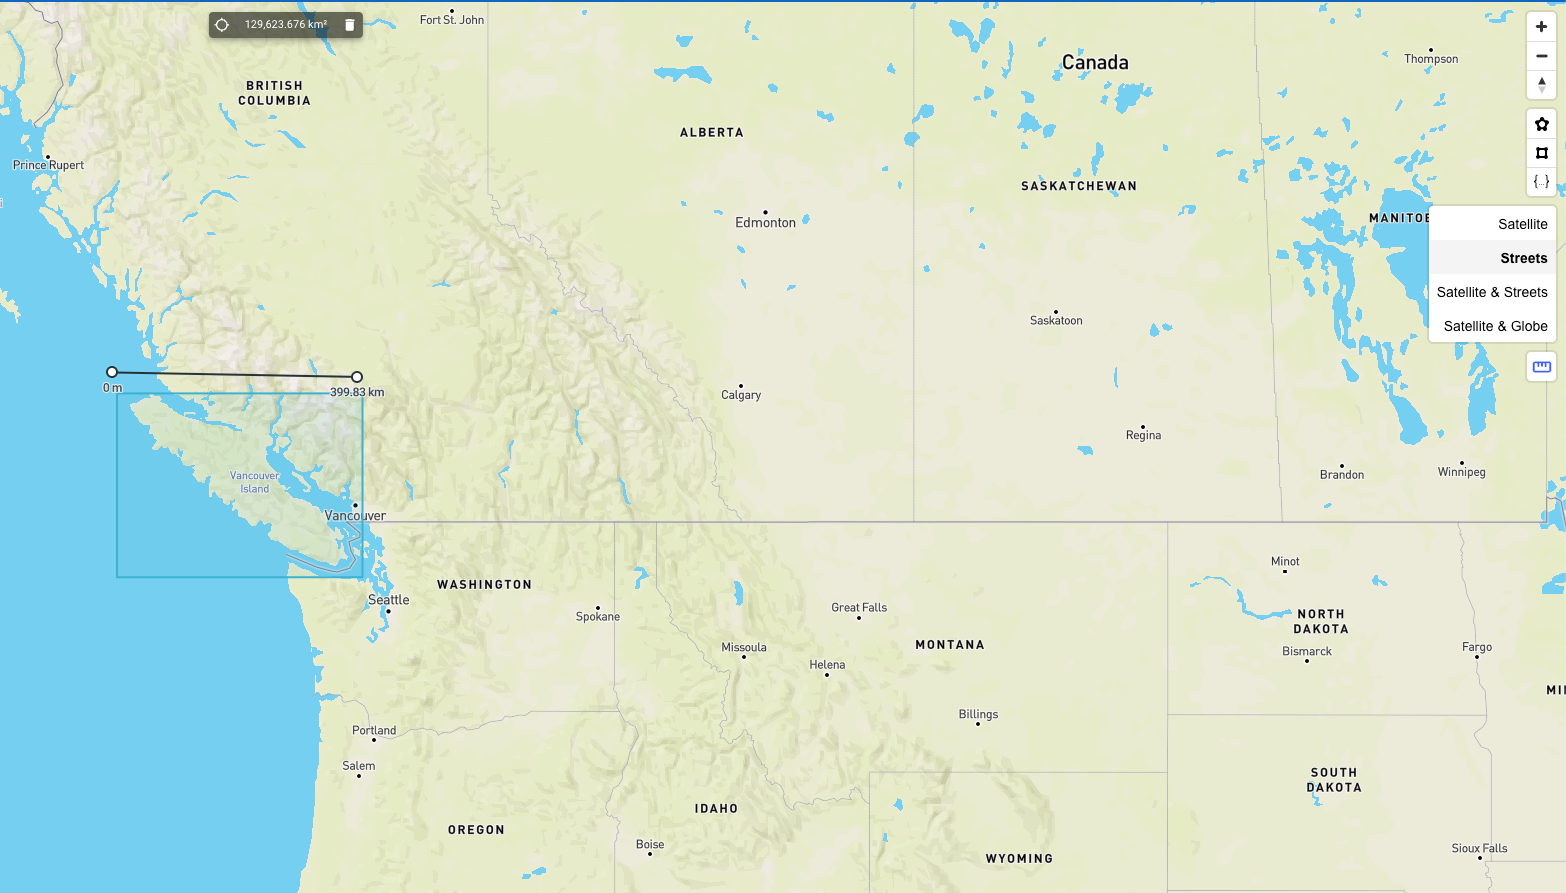 129,623.676 km²
Fort St. John
Canada
Thompson
BRITISH
COLUMBIA
ALBERTA
Prince Rupert
SASKATCHEWAN
{...}
MANITOB
Edmonton
Satellite
Streets
Satellite & Streets
Satellite & Globe
Saskatoon
0 m
399.83 km
Calgary
Regina
Brandon
Winnipeg
Vancouver
Island
Vancouver
Minot
WASHINGTON
Seattle
Spokane
Great Falls
NORTH
DAKOTA
Missoula
MONTANA
Bismarck
Fargo
Helena
MI
Billings
Portland
Salem
SOUTH
DAKOTA
IDAHO
OREGON
Boise
WYOMING
Sioux Falls